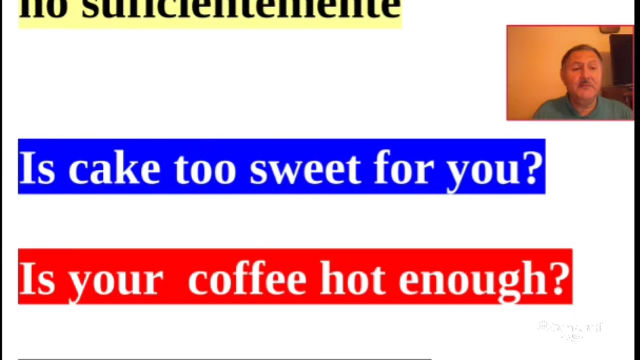 no suficientemente
Is cake too sweet for you?
Is your  coffee hot enough?